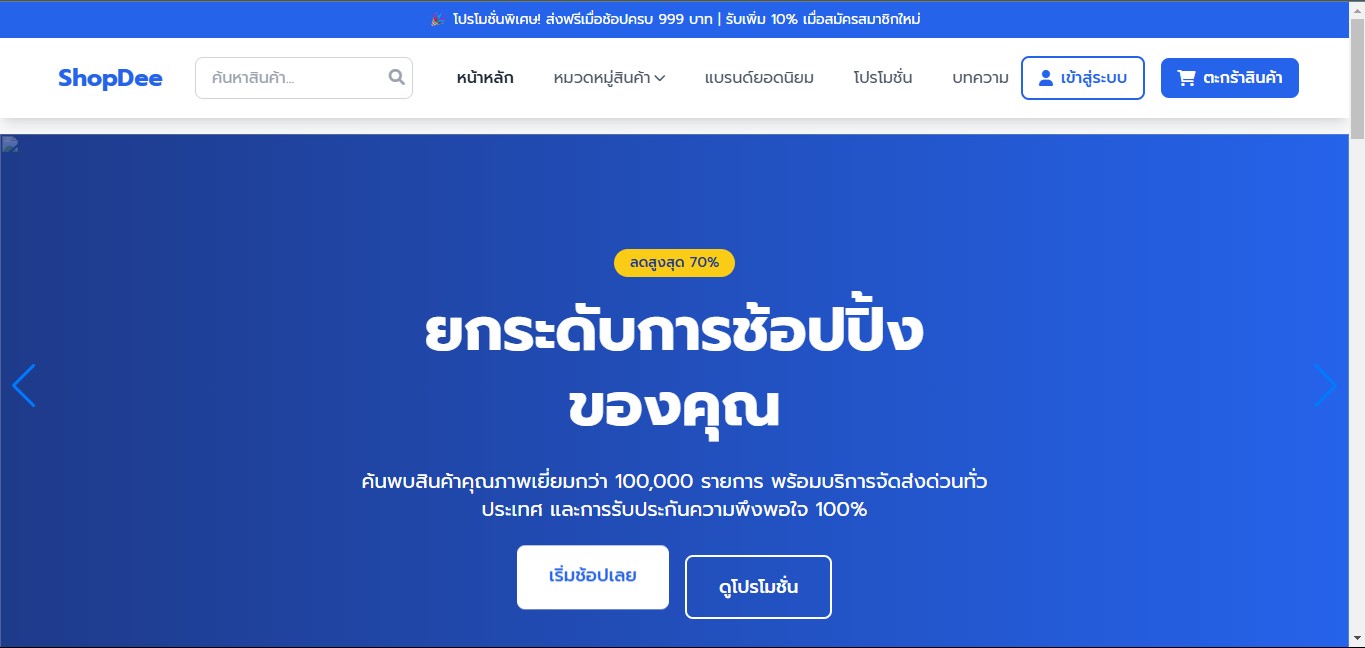 🎉 โปรโมชั่นพิเศษ! ส่งฟรีเมื่อช้อปครบ 999 บาท | รับเพิ่ม 10% เมื่อสมัครสมาชิกใหม่
ShopDee ค้นหาสินค้า... หน้าหลัก หมวดหมู่สินค้า แบรนด์ยอดนิยม โปรโมชั่น บทความ เข้าสู่ระบบ ตะกร้าสินค้า
ลดสูงสุด 70%
ยกระดับการช้อปปิ้ง
ของคุณ
ค้นพบสินค้าคุณภาพเยี่ยมกว่า 100,000 รายการ พร้อมบริการจัดส่งด่วนทั่ว
ประเทศ และการรับประกันความพึงพอใจ 100%
เริ่มช้อปเลย ดูโปรโมชั่น